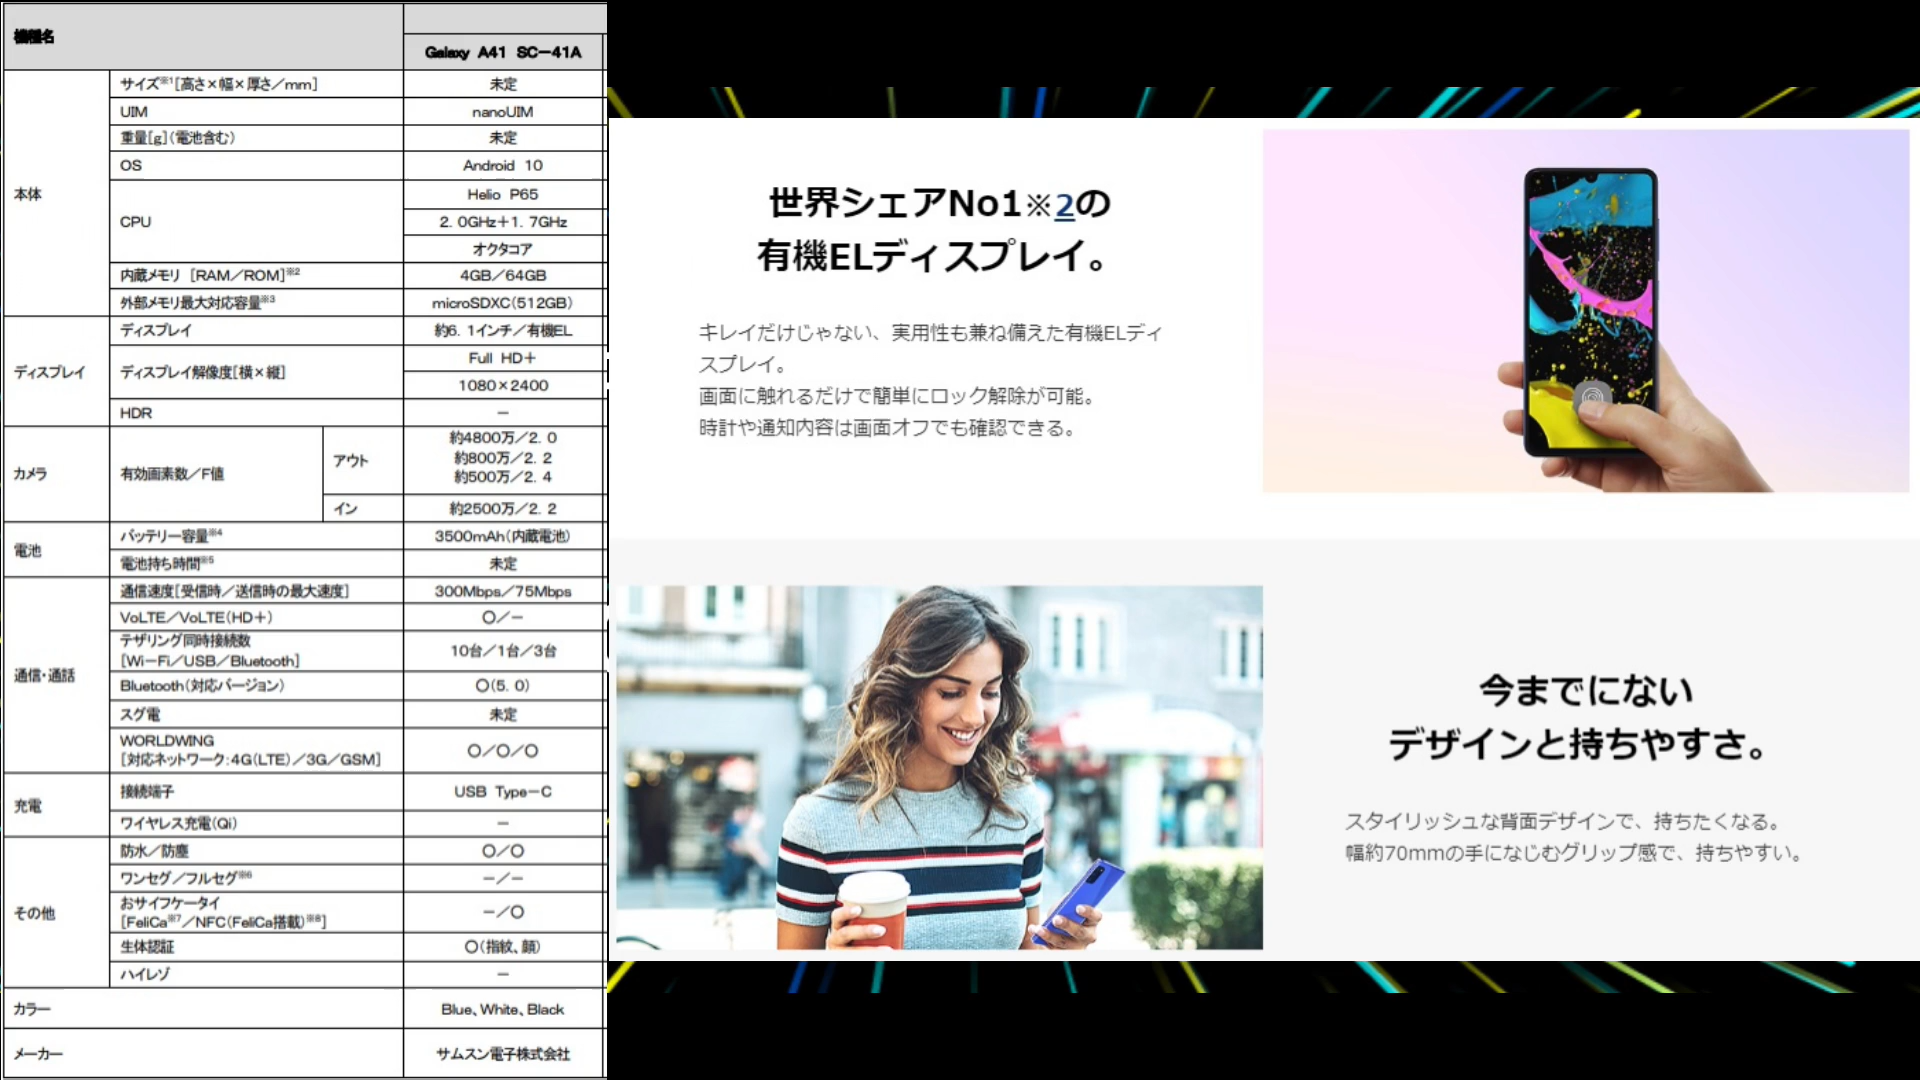 機種名
Galaxy A41 SC－41A
本体
サイズ※1［高さ×幅×厚さ／mm］
未定
UIM
nanoUIM
重量［g］（電池含む）
未定
OS
Android 10
CPU
Helio P65
2．0GHz＋1．7GHz
オクタコア
内蔵メモリ ［RAM／ROM］※2
4GB／64GB
外部メモリ最大対応容量※3
microSDXC（512GB）
ディスプレイ
ディスプレイ
約6．1インチ／有機EL
ディスプレイ解像度［横×縦］
Full HD＋
1080×2400
HDR
－
カメラ
有効画素数／F値
アウト
約4800万／2．0
約800万／2．2
約500万／2．4
イン
約2500万／2．2
電池
バッテリー容量※4
3500mAh（内蔵電池）
電池持ち時間※5
未定
通信・通話
通信速度［受信時／送信時の最大速度］
300Mbps／75Mbps
VoLTE／VoLTE（HD＋）
〇／－
テザリング同時接続数
［Wi－Fi／USB／Bluetooth］
10台／1台／3台
Bluetooth（対応バージョン）
〇（5．0）
スグ電
未定
WORLDWING
［対応ネットワーク：4G（LTE）／3G／GSM］
〇／〇／〇
充電
接続端子
USB Type－C
ワイヤレス充電（Qi）
－
その他
防水／防塵
〇／〇
ワンセグ／フルセグ※6
－／－
おサイフケータイ
［FeliCa※7／NFC（FeliCa搭載）※8］
－／〇
生体認証
〇（指紋、顔）
ハイレゾ
－
カラー
Blue、White、Black
メーカー
サムスン電子株式会社
世界シェアNo1※2の
有機ELディスプレイ。
キレイだけじゃない、実用性も兼ね備えた有機ELディ
スプレイ。
画面に触れるだけで簡単にロック解除が可能。
時計や通知内容は画面オフでも確認できる。
今までにない
デザインと持ちやすさ。
スタイリッシュな背面デザインで、持ちたくなる。
幅約70mmの手になじむグリップ感で、持ちやすい。